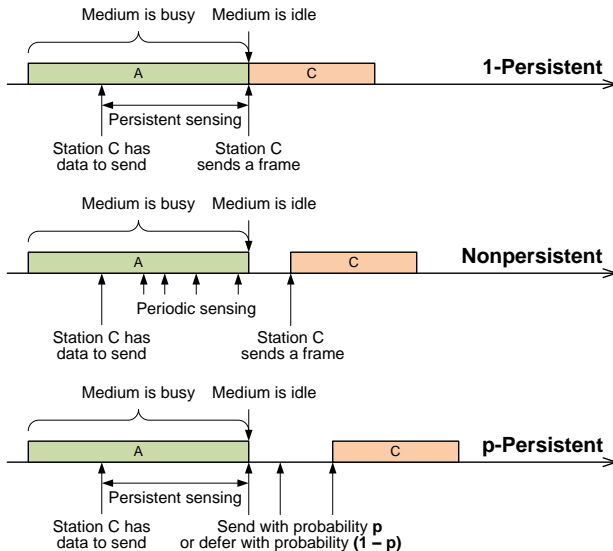 Medium is busy
Medium is idle
A
C
1-Persistent
Persistent sensing
Station C has
data to send
Station C
sends a frame
Medium is busy
Medium is idle
A
C
Nonpersistent
Periodic sensing
Station C has
data to send
Station C
sends a frame
Medium is busy
Medium is idle
A
C
p-Persistent
Persistent sensing
Station C has
data to send
Send with probability p
or defer with probability (1 – p)